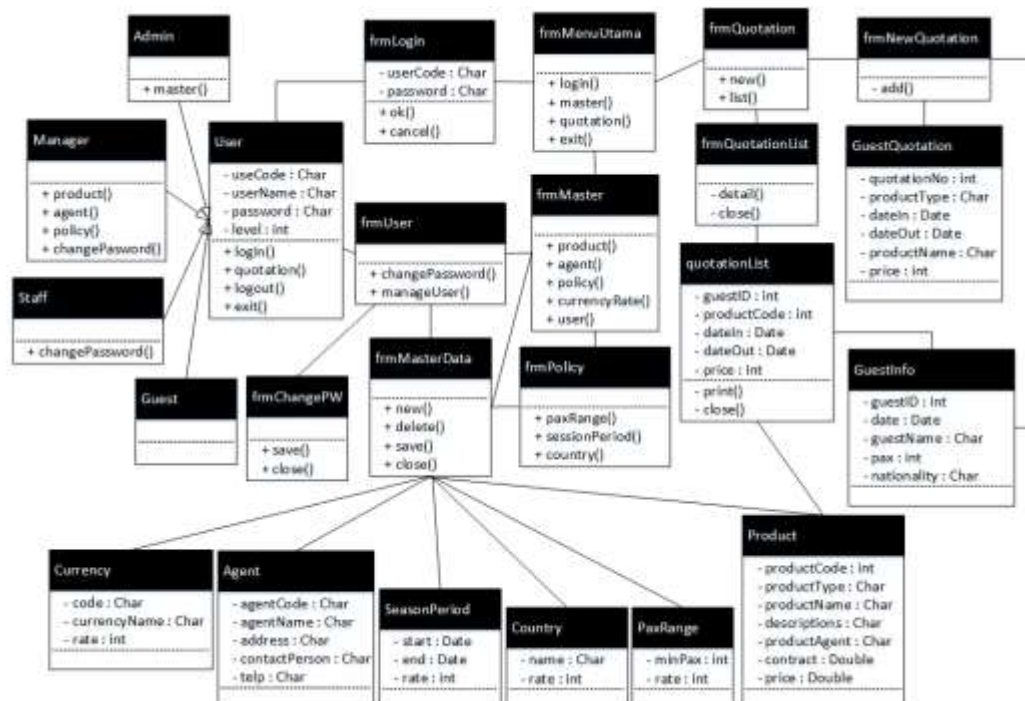 Admin
+ master()
frmLogin
- userCode : Char
- password : Char
+ ok()
+ cancel()
frmMenuUtama
+ login()
+ master()
+ quotation()
+ exit()
frmQuotation
+ new()
+ list()
frmNewQuotation
- add()
Manager
+ product()
+ agent()
+ policy()
+ changePasword()
User
- useCode : Char
- userName : Char
- password : Char
- level : int
+ login()
+ quotation()
+ logout()
+ exit()
frmUser
+ changePassword()
+ manageUser()
frmMaster
+ product()
+ agent()
+ policy()
+ currencyRate()
+ user()
frmQuotationList
- detail()
- close()
GuestQuotation
- quotationNo : int
- productType : Char
- dateIn : Date
- dateOut : Date
- productName : Char
- price : int
Staff
+ changePassword()
Guest
frmChangePW
+ save()
+ close()
frmMasterData
+ new()
+ delete()
+ save()
+ close()
frmPolicy
+ paxRange()
+ sessionPeriod()
+ country()
quotationList
- guestID : int
- productCode : int
- dateIn : Date
- dateOut : Date
- price : int
- print()
- close()
GuestInfo
- guestID : int
- date : Date
- guestName : Char
- pax : int
- nationality : Char
Currency
- code : Char
- currencyName : Char
- rate : int
Agent
- agentCode : Char
- agentName : Char
- address : Char
- contactPerson : Char
- telp : Char
SeasonPeriod
- start : Date
- end : Date
- rate : int
Country
- name : Char
- rate : int
PaxRange
- minPax : int
- rate : int
Product
- productCode : int
- productType : Char
- productName : Char
- descriptions : Char
- productAgent : Char
- contract : Double
- price : Double